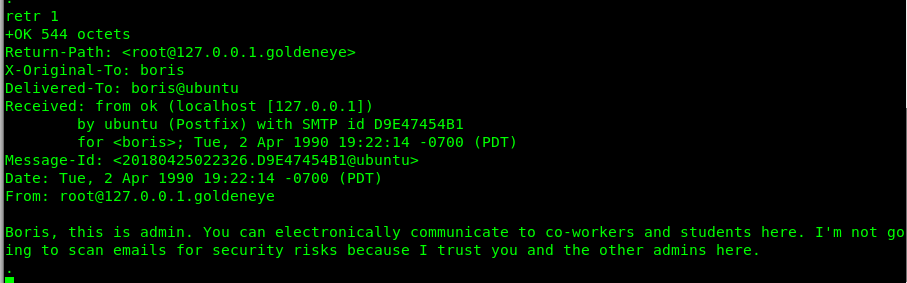 .
retr 1
+OK 544 octets
Return-Path: <root@127.0.0.1.goldeneye>
X-Original-To: boris
Delivered-To: boris@ubuntu
Received: from ok (localhost [127.0.0.1])
        by ubuntu (Postfix) with SMTP id D9E47454B1
        for <boris>; Tue, 2 Apr 1990 19:22:14 -0700 (PDT)
Message-Id: <20180425022326.D9E47454B1@ubuntu>
Date: Tue, 2 Apr 1990 19:22:14 -0700 (PDT)
From: root@127.0.0.1.goldeneye

Boris, this is admin. You can electronically communicate to co-workers and students here. I'm not go
ing to scan emails for security risks because I trust you and the other admins here.
.